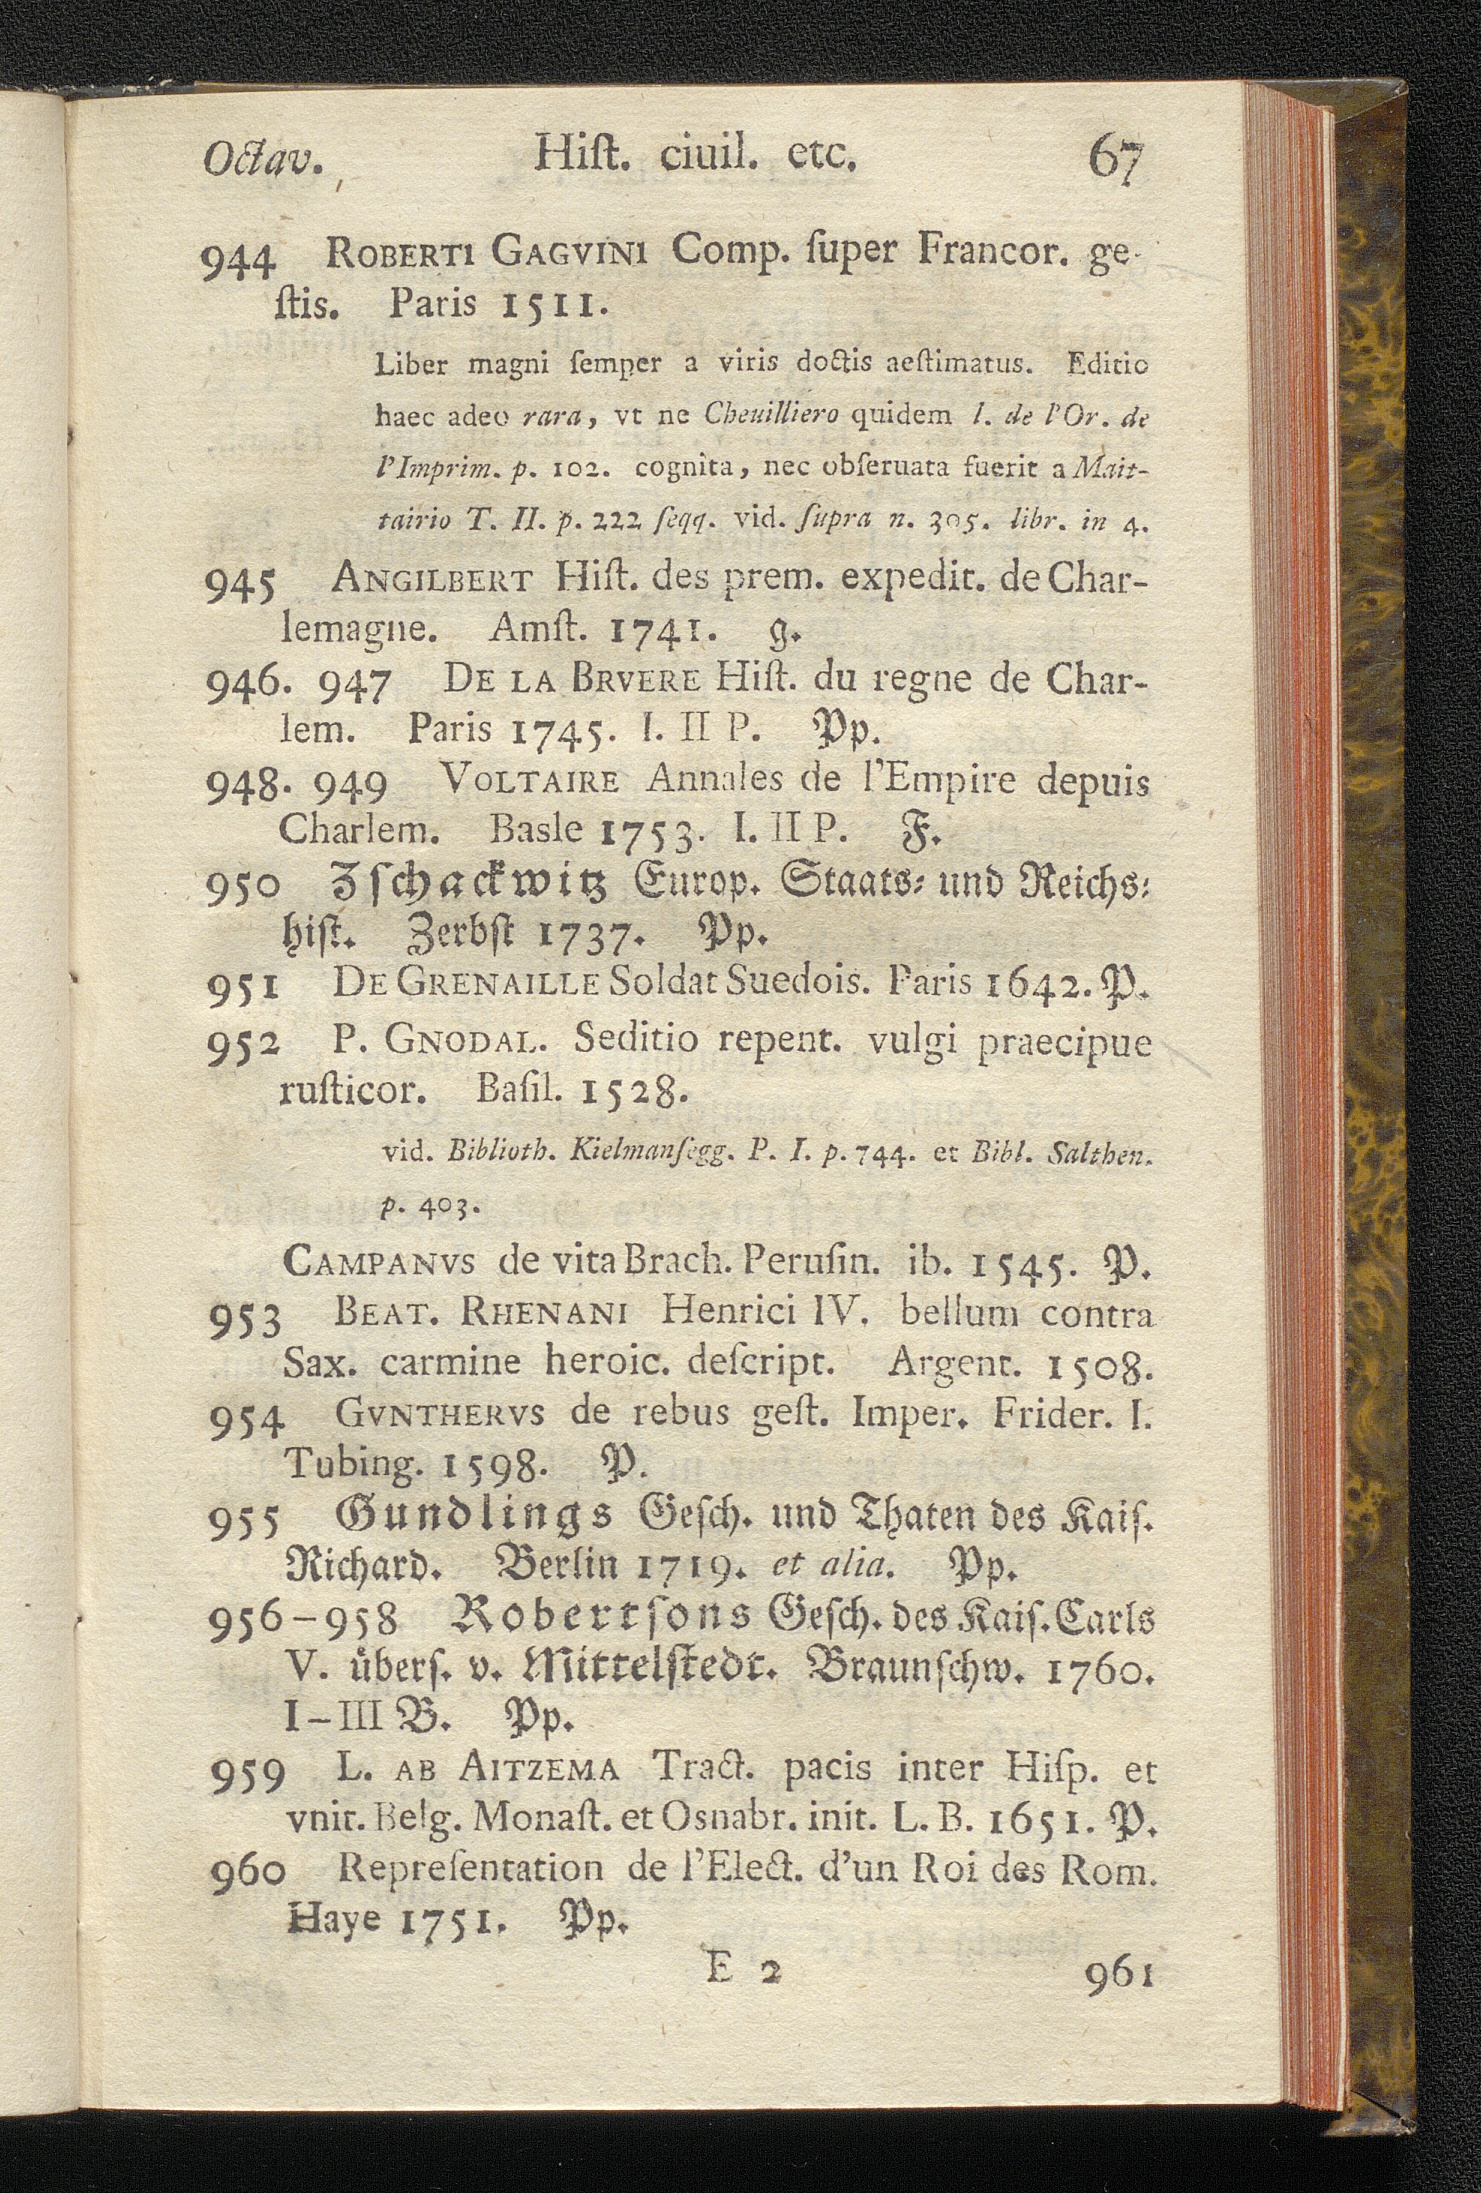 Octav. Hiſt. ciuil. etc. 67
944 ROBERTI GAGVINI Comp. ſuper Francor. ge-
ſtis. Paris 1511.
Liber magni ſemper a viris doctis aeſtimatus. Editio
haec adeo rara, vt ne Cheuilliero quidem l. de l'Or. de
l'Imprim. p. 102. cognita, nec obſeruata fuerit a Mait-
tairio T. II. p. 222 ſeqq. vid. ſupra n. 305. libr. in 4.
945 ANGILBERT Hiſt. des prem. expedit. de Char-
lemagne. Amſt. 1741. g.
946. 947 DE LA BRVERE Hiſt. du regne de Char-
lem. Paris 1745. I. II P. Pp.
948. 949 VOLTAIRE Annales de l'Empire depuis
Charlem. Basle 1753. I. II P. F.
950 Zſchackwitz Europ. Staats- und Reichs-
hiſt. Zerbſt 1737. Pp.
951 DE GRENAILLE Soldat Suedois. Paris 1642. P.
952 P. GNODAL. Seditio repent. vulgi praecipue
ruſticor. Baſil. 1528.
vid. Biblioth. Kielmanſegg. P. I. p. 744. et Bibl. Salthen.
p. 403.
CAMPANVS de vita Brach. Peruſin. ib. 1545. P.
953 BEAT. RHENANI Henrici IV. bellum contra
Sax. carmine heroic. deſcript. Argent. 1508.
954 GVNTHERVS de rebus geſt. Imper. Frider. I.
Tubing. 1598. P.
955 Gundlings Geſch. und Thaten des Kaiſ.
Richard. Berlin 1719. et alia. Pp.
956–958 Robertſons Geſch. des Kaiſ. Carls
V. überſ. v. Mittelſtedt. Braunſchw. 1760.
I–III B. Pp.
959 L. AB AITZEMA Tract. pacis inter Hiſp. et
vnit. Belg. Monaſt. et Osnabr. init. L. B. 1651. P.
960 Repreſentation de l'Elect. d'un Roi des Rom.
Haye 1751. Pp.
E 2 961